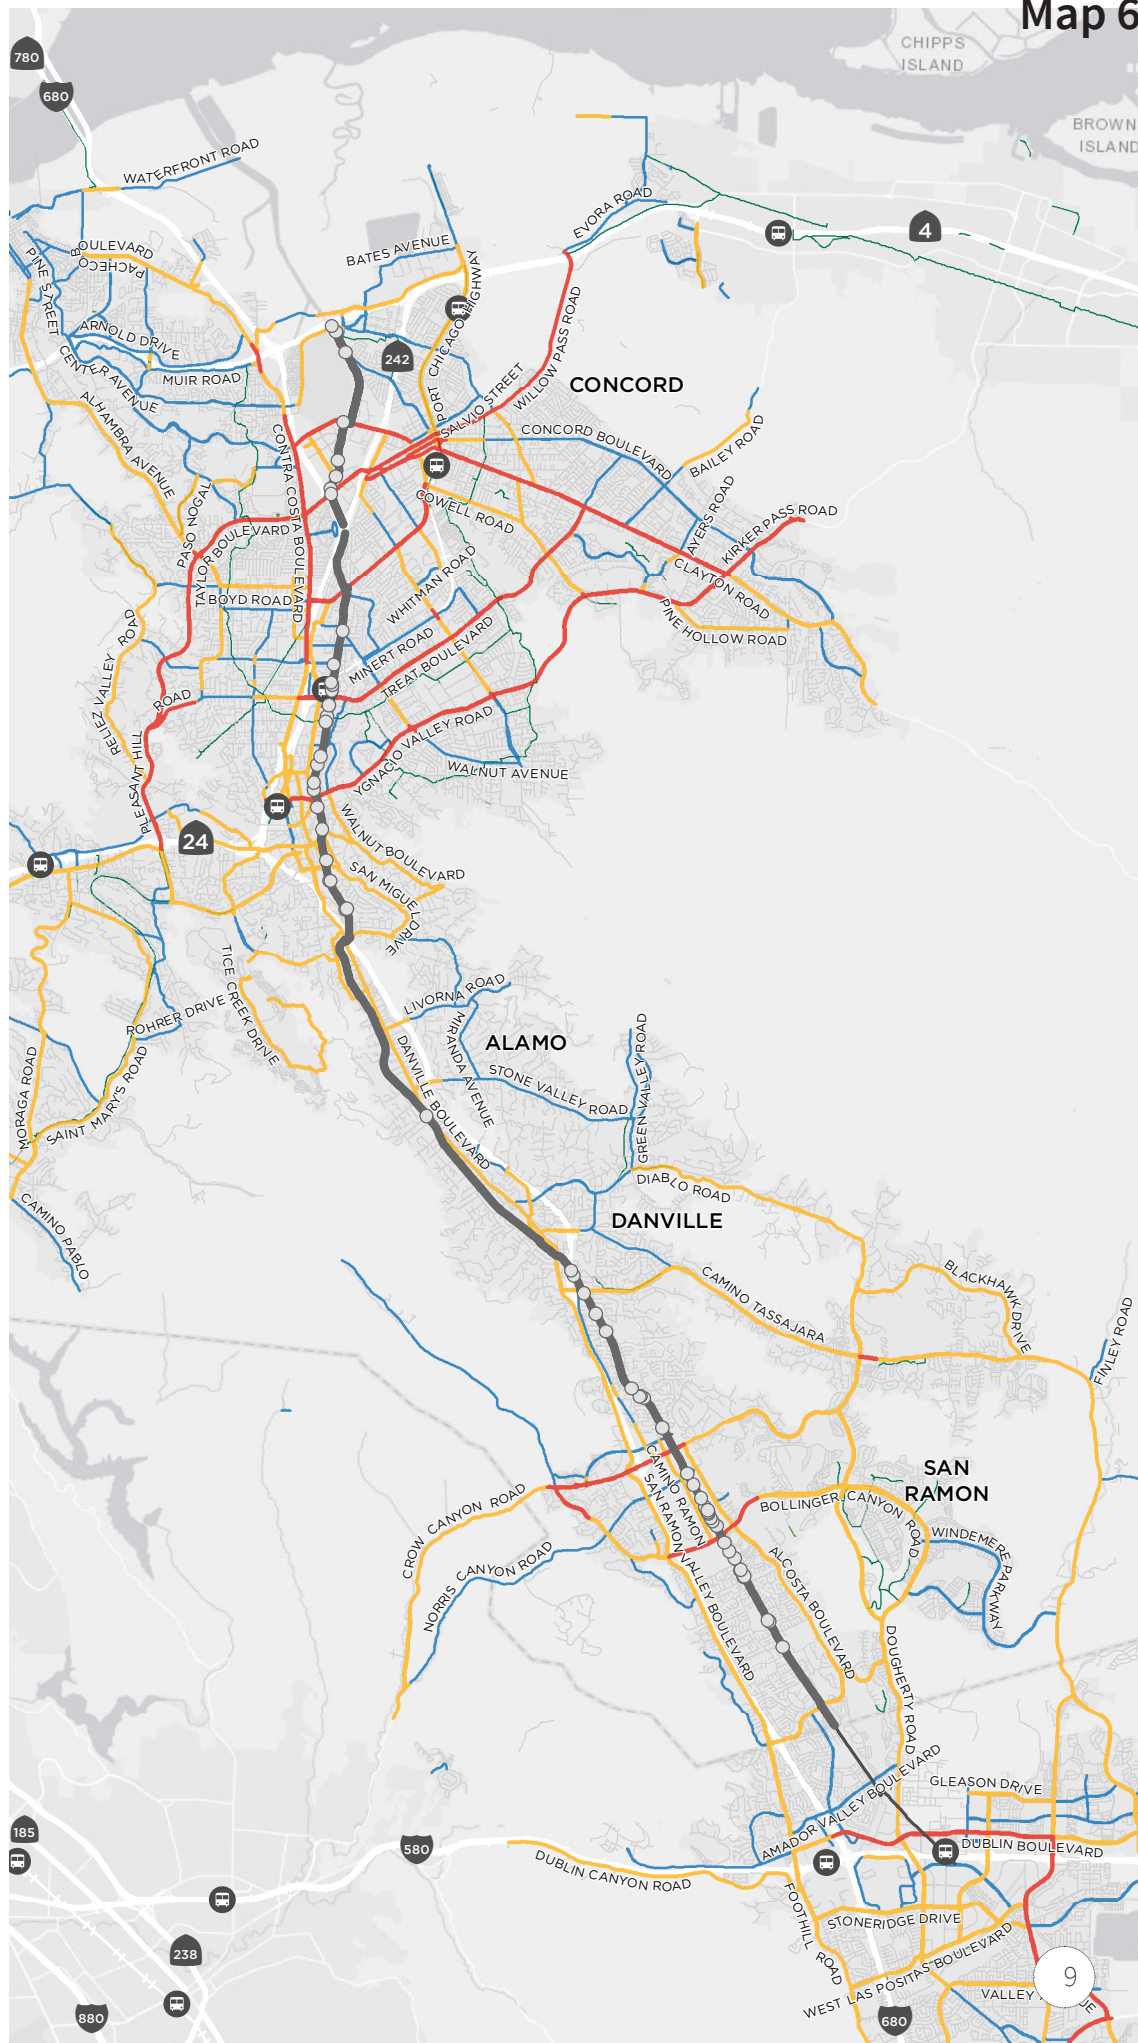 Map 6
CHIPPS
ISLAND
780
680
BROWN
ISLAND
WATERFRONT ROAD
EVORA ROAD
4
BOULEVARD
PACHECO
BATES AVENUE
PINE STREET
PORT CHICAGO HIGHWAY
WILLOW PASS ROAD
ARNOLD DRIVE
242
CENTER AVENUE
MUIR ROAD
SALVIO STREET
CONCORD
ALHAMBRA AVENUE
CONTRA COSTA BOULEVARD
CONCORD BOULEVARD
BAILEY ROAD
PASO NOGAL
COWELL ROAD
AYERS ROAD
KIRKER PASS ROAD
TAYLOR BOULEVARD
WHITMAN ROAD
CLAYTON ROAD
BOYD ROAD
RELIEZ VALLEY ROAD
MINERT ROAD
TREAT BOULEVARD
PINE HOLLOW ROAD
PLEASANT HILL ROAD
YGNACIO VALLEY ROAD
WALNUT AVENUE
24
WALNUT BOULEVARD
SAN MIGUEL DRIVE
TICE CREEK DRIVE
LIVORNA ROAD
ROHRER DRIVE
MIRANDA AVENUE
ALAMO
GREEN VALLEY ROAD
MORAGA ROAD
SAINT MARY'S ROAD
DANVILLE BOULEVARD
STONE VALLEY ROAD
CAMINO PABLO
DIABLO ROAD
DANVILLE
CAMINO TASSAJARA
BLACKHAWK DRIVE
FINLEY ROAD
CAMINO RAMON
SAN RAMON VALLEY BOULEVARD
SAN
RAMON
CROW CANYON ROAD
BOLLINGER CANYON ROAD
NORRIS CANYON ROAD
WINDEMERE PARKWAY
ALCOSTA BOULEVARD
DOUGHERTY ROAD
AMADOR VALLEY BOULEVARD
GLEASON DRIVE
185
580
DUBLIN BOULEVARD
DUBLIN CANYON ROAD
FOOTHILL ROAD
STONERIDGE DRIVE
238
WEST LAS POSITAS BOULEVARD
9
880
680
VALLEY
UE